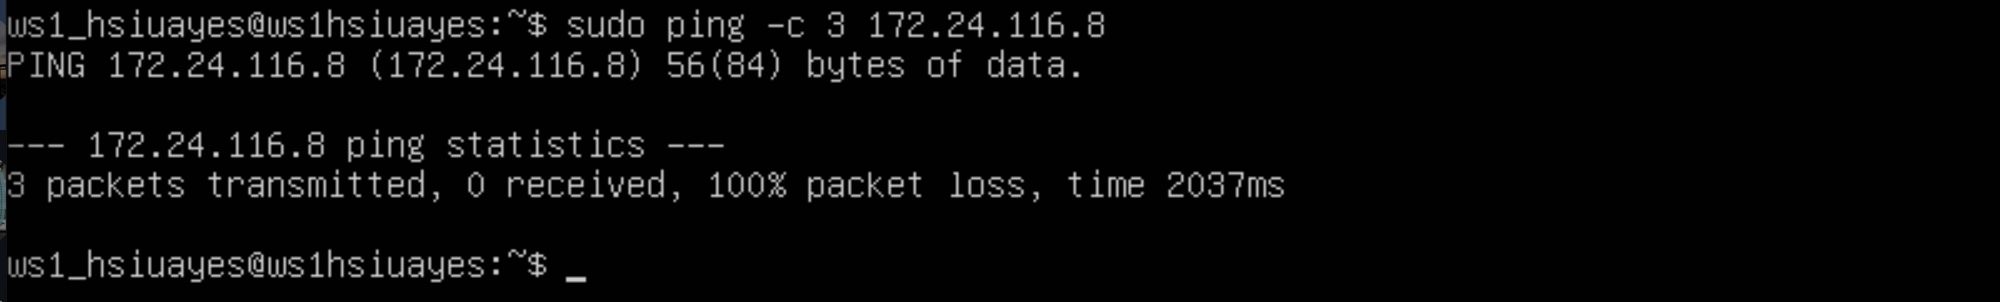 ws1_hsiuayes@ws1hsiuayes:~$ sudo ping -c 3 172.24.116.8
PING 172.24.116.8 (172.24.116.8) 56(84) bytes of data.
--- 172.24.116.8 ping statistics ---
3 packets transmitted, 0 received, 100% packet loss, time 2037ms
ws1_hsiuayes@ws1hsiuayes:~$ _